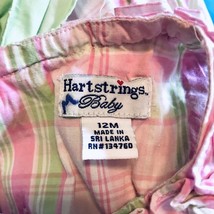 Hartstrings
Baby
12M
MADE IN
SRI LANKA
RN#134760